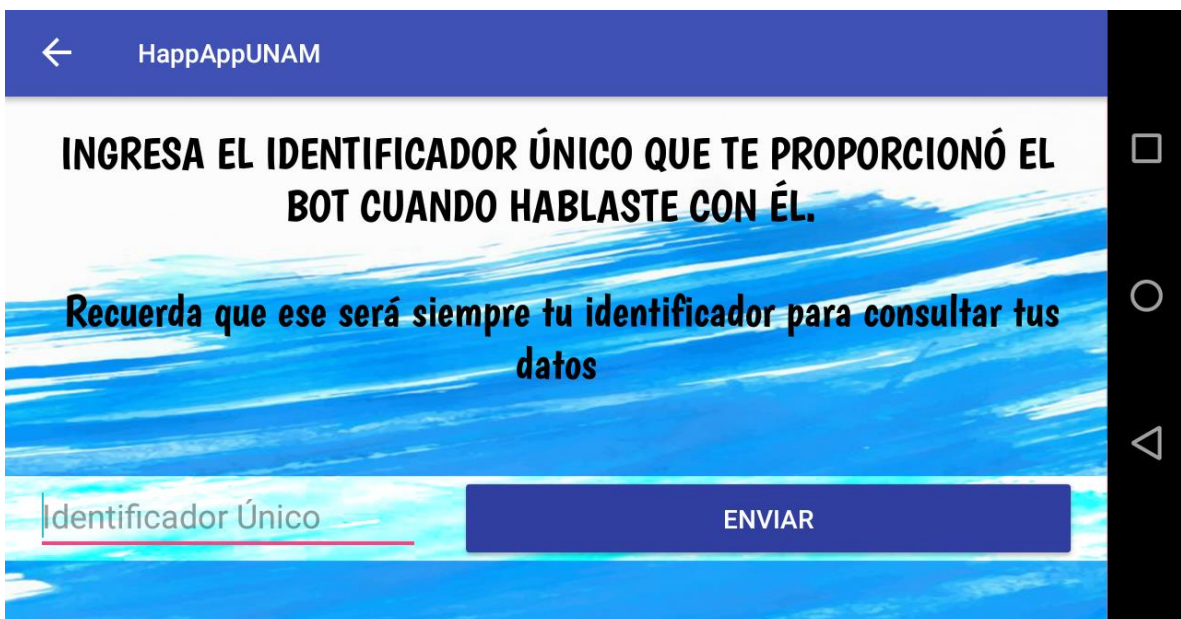 HappAppUNAM
INGRESA EL IDENTIFICADOR ÚNICO QUE TE PROPORCIONÓ EL
BOT CUANDO HABLASTE CON ÉL.
Recuerda que ese será siempre tu identificador para consultar tus
datos
Identificador Único
ENVIAR